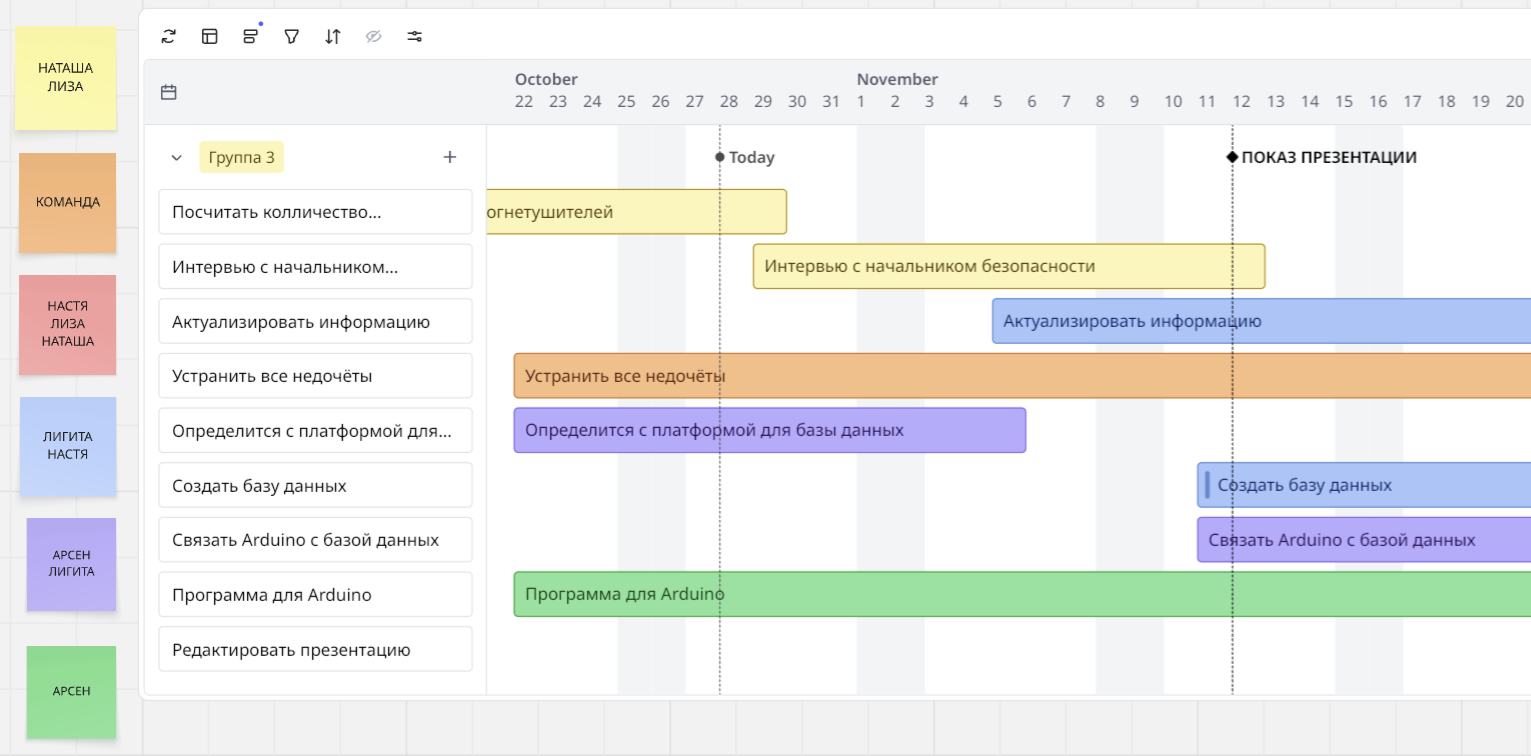 НАТАША
ЛИЗА
КОМАНДА
НАСТЯ
ЛИЗА
НАТАША
ЛИГИТА
НАСТЯ
АРСЕН
ЛИГИТА
АРСЕН
October November
22 23 24 25 26 27 28 29 30 31 1 2 3 4 5 6 7 8 9 10 11 12 13 14 15 16 17 18 19 20
Группа 3 + Today ПОКАЗ ПРЕЗЕНТАЦИИ
Посчитать колличество... огнетушителей
Интервью с начальником... Интервью с начальником безопасности
Актуализировать информацию Актуализировать информацию
Устранить все недочёты Устранить все недочёты
Определится с платформой для... Определится с платформой для базы данных
Создать базу данных Создать базу данных
Связать Arduino с базой данных Связать Arduino с базой данных
Программа для Arduino Программа для Arduino
Редактировать презентацию